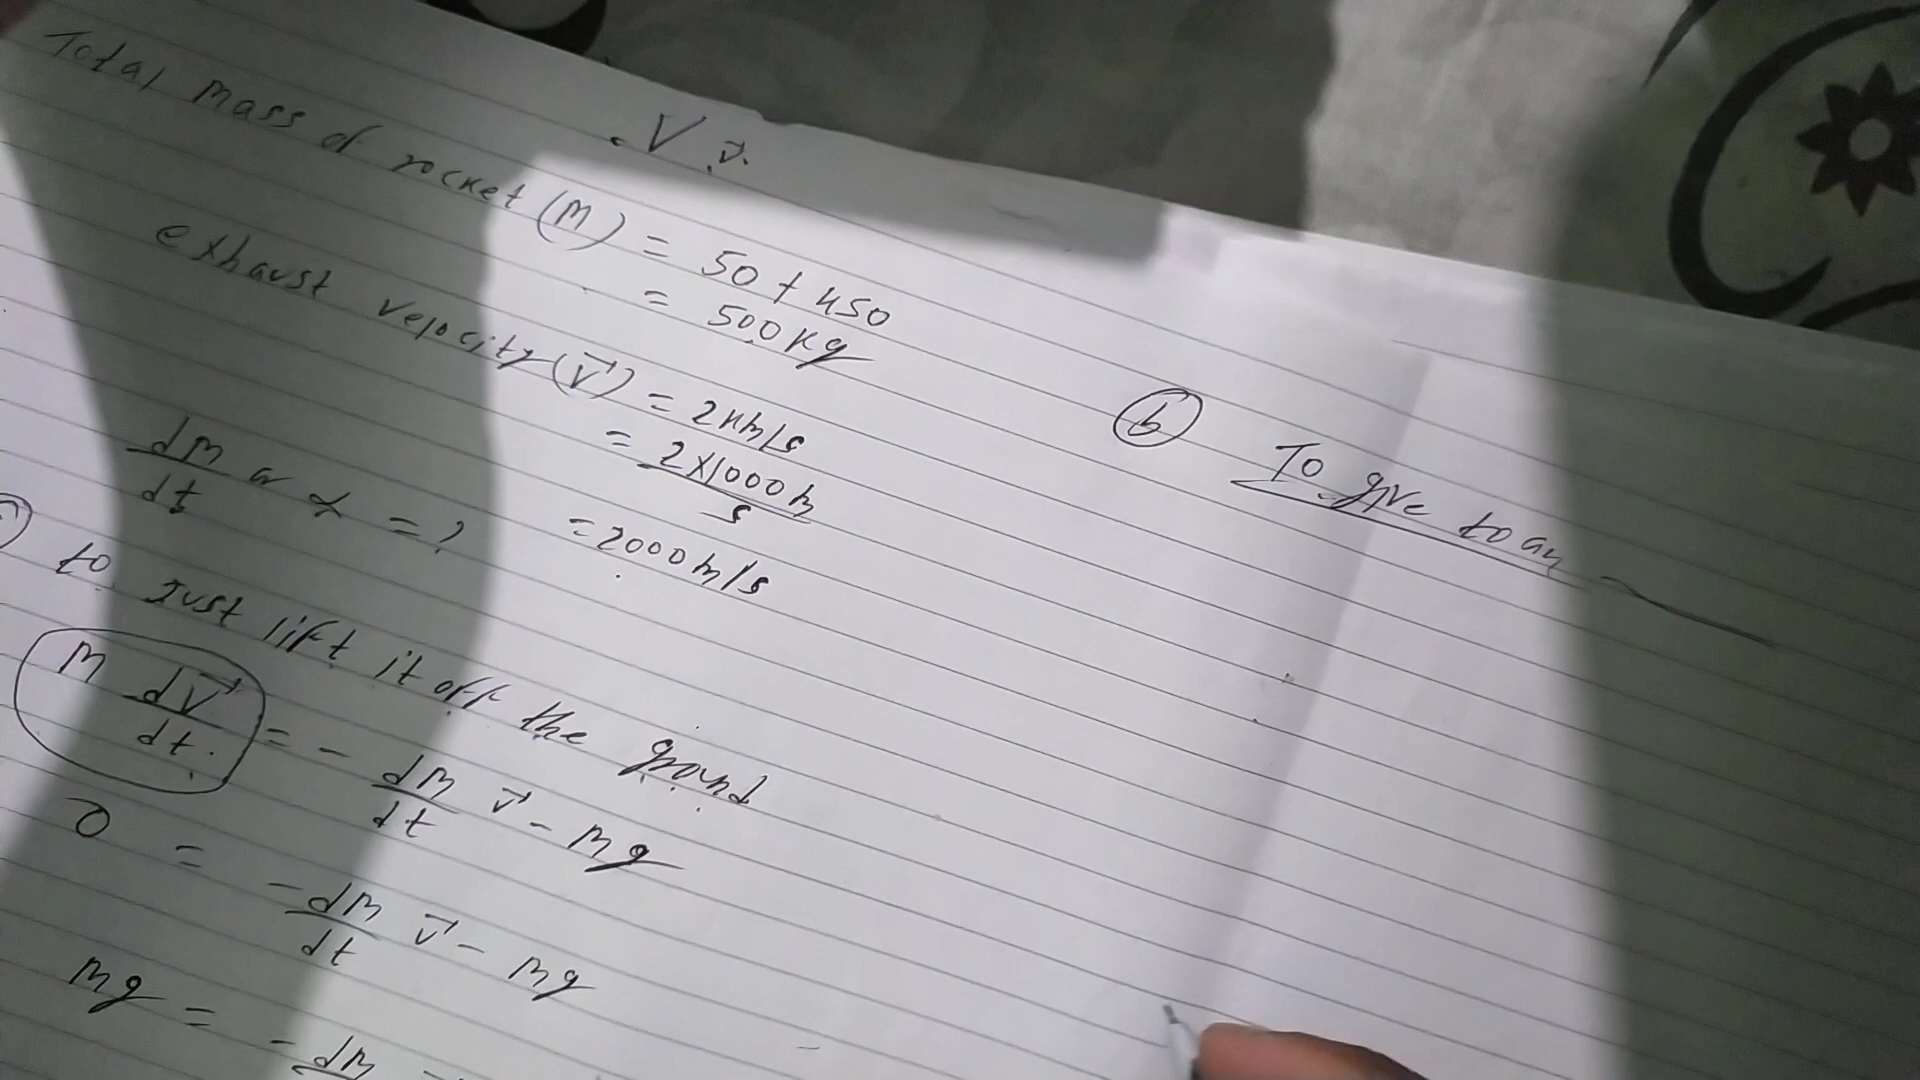 . V v⃗.
Total mass of rocket (M) = 50 + 450
= 500 kg
exhaust velocity (v⃗) = 2 km/s
= 2×1000 m/s
= 2000 m/s
dM/dt or α = ?
to just lift it off the ground
M dv⃗/dt = - dM/dt v⃗ - mg
0 = - dM/dt v⃗ - mg
mg = - dM
(b) To give to an